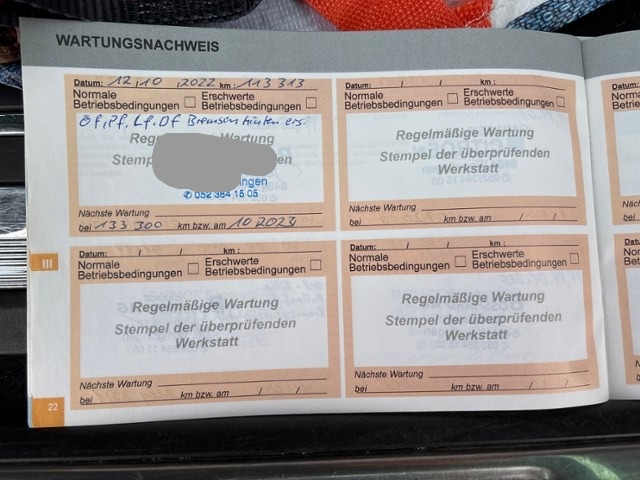 WARTUNGSNACHWEIS
Datum: 12 / 10 / 2022 km: 113 313
Normale Betriebsbedingungen
Erschwerte Betriebsbedingungen
Öf. Pf, Lf. Df Bremsen hinten ers.
Wartung
Stempel
ingen
✆ 052 384 15 05
Nächste Wartung
bei 133 300 km bzw. am 10 2023
Datum: / / km :
Normale Betriebsbedingungen
Erschwerte Betriebsbedingungen
Regelmäßige Wartung
Stempel der überprüfenden
Werkstatt
Nächste Wartung
bei km bzw. am / /
III
Datum: / / km :
Normale Betriebsbedingungen
Erschwerte Betriebsbedingungen
Regelmäßige Wartung
Stempel der überprüfenden
Werkstatt
Nächste Wartung
bei km bzw. am / /
Datum: / / km :
Normale Betriebsbedingungen
Erschwerte Betriebsbedingungen
Regelmäßige Wartung
Stempel der überprüfenden
Werkstatt
Nächste Wartung
bei km bzw. am / /
22